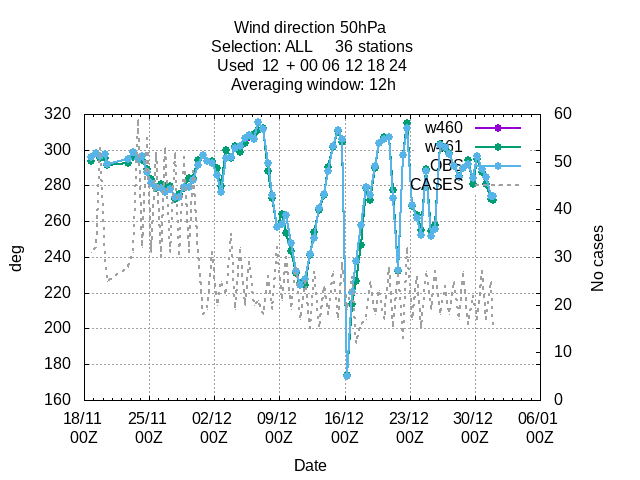 Wind direction 50hPa
Selection: ALL 36 stations
Used 12 + 00 06 12 18 24
Averaging window: 12h
320
300
280
260
240
220
200
180
160
deg
60
50
40
30
20
10
0
No cases
w460
w461
OBS
CASES
18/11 25/11 02/12 09/12 16/12 23/12 30/12 06/01
00Z 00Z 00Z 00Z 00Z 00Z 00Z 00Z
Date